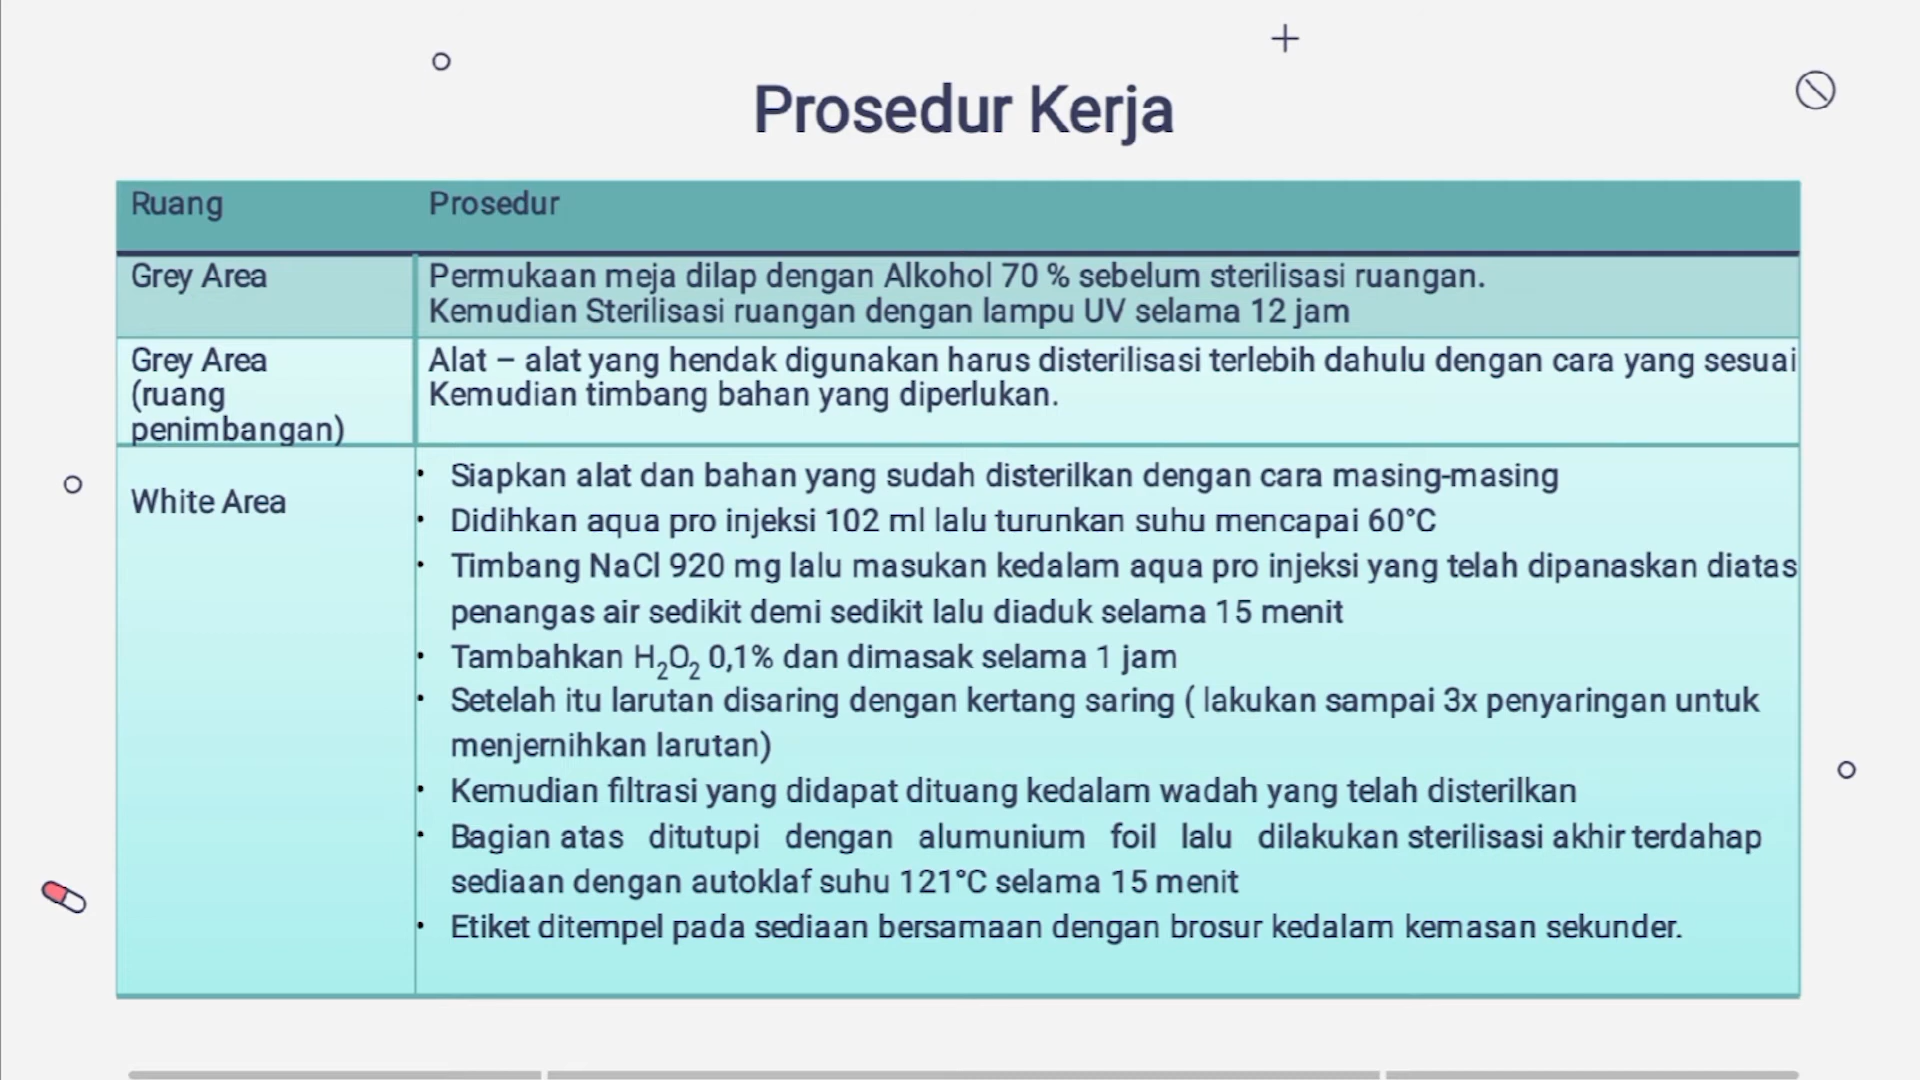 Prosedur Kerja
Ruang
Prosedur
Grey Area
Permukaan meja dilap dengan Alkohol 70 % sebelum sterilisasi ruangan.
Kemudian Sterilisasi ruangan dengan lampu UV selama 12 jam
Grey Area
(ruang
penimbangan)
Alat – alat yang hendak digunakan harus disterilisasi terlebih dahulu dengan cara yang sesuai
Kemudian timbang bahan yang diperlukan.
White Area
• Siapkan alat dan bahan yang sudah disterilkan dengan cara masing-masing
• Didihkan aqua pro injeksi 102 ml lalu turunkan suhu mencapai 60°C
• Timbang NaCl 920 mg lalu masukan kedalam aqua pro injeksi yang telah dipanaskan diatas
penangas air sedikit demi sedikit lalu diaduk selama 15 menit
• Tambahkan H₂O₂ 0,1% dan dimasak selama 1 jam
• Setelah itu larutan disaring dengan kertang saring ( lakukan sampai 3x penyaringan untuk
menjernihkan larutan)
• Kemudian filtrasi yang didapat dituang kedalam wadah yang telah disterilkan
• Bagian atas ditutupi dengan alumunium foil lalu dilakukan sterilisasi akhir terdahap
sediaan dengan autoklaf suhu 121°C selama 15 menit
• Etiket ditempel pada sediaan bersamaan dengan brosur kedalam kemasan sekunder.